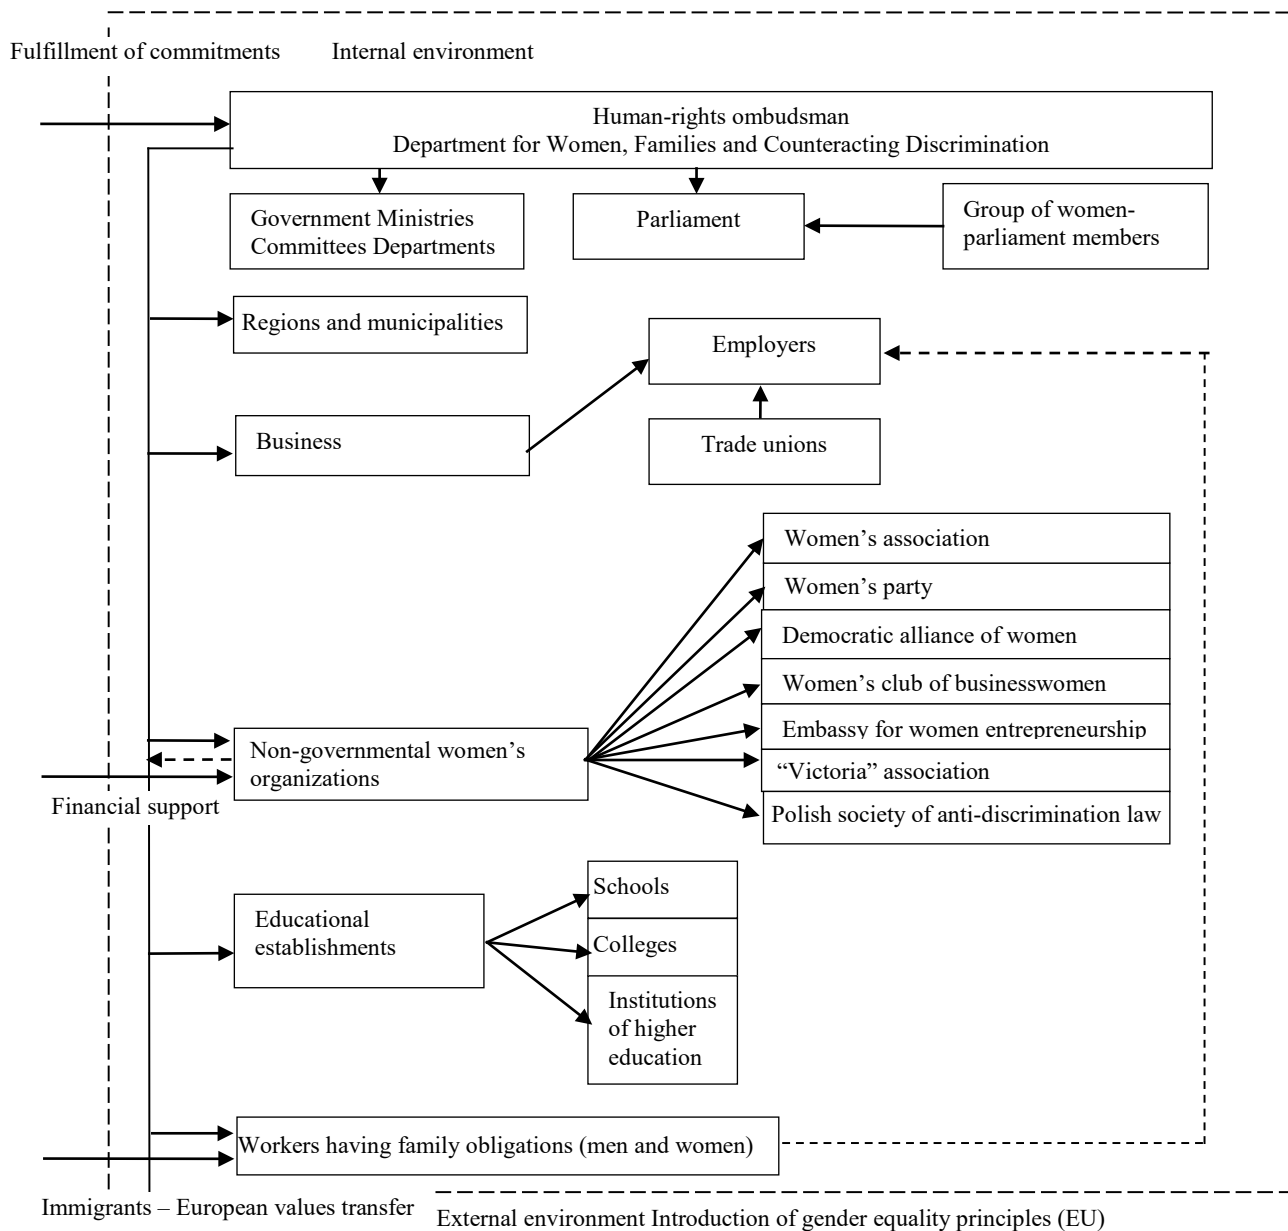 Fulfillment of commitments
Internal environment
Human-rights ombudsman
Department for Women, Families and Counteracting Discrimination
Government Ministries
Committees Departments
Parliament
Group of women-
parliament members
Regions and municipalities
Employers
Business
Trade unions
Women’s association
Women’s party
Democratic alliance of women
Women’s club of businesswomen
Embassy for women entrepreneurship
“Victoria” association
Polish society of anti-discrimination law
Non-governmental women’s
organizations
Financial support
Educational
establishments
Schools
Colleges
Institutions
of higher
education
Workers having family obligations (men and women)
Immigrants – European values transfer
External environment Introduction of gender equality principles (EU)